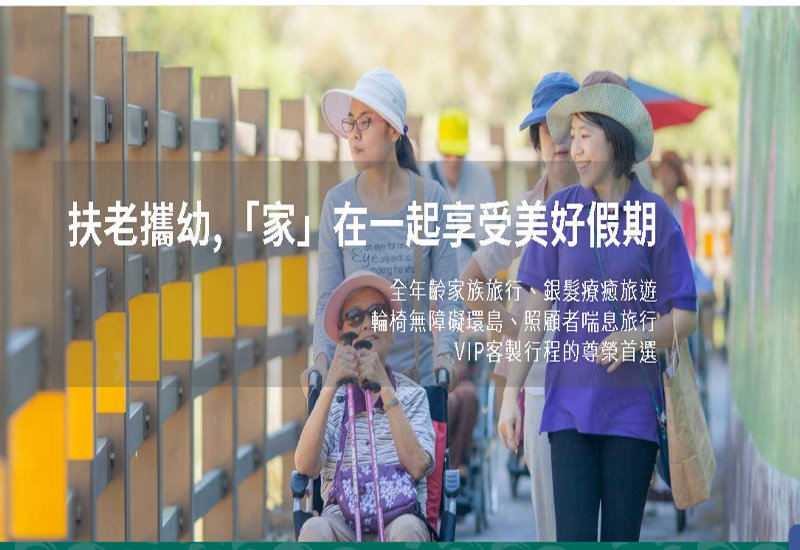 扶老攜幼,「家」在一起享受美好假期
全年齡家族旅行、銀髮療癒旅遊
輪椅無障礙環島、照顧者喘息旅行
VIP客製行程的尊榮首選